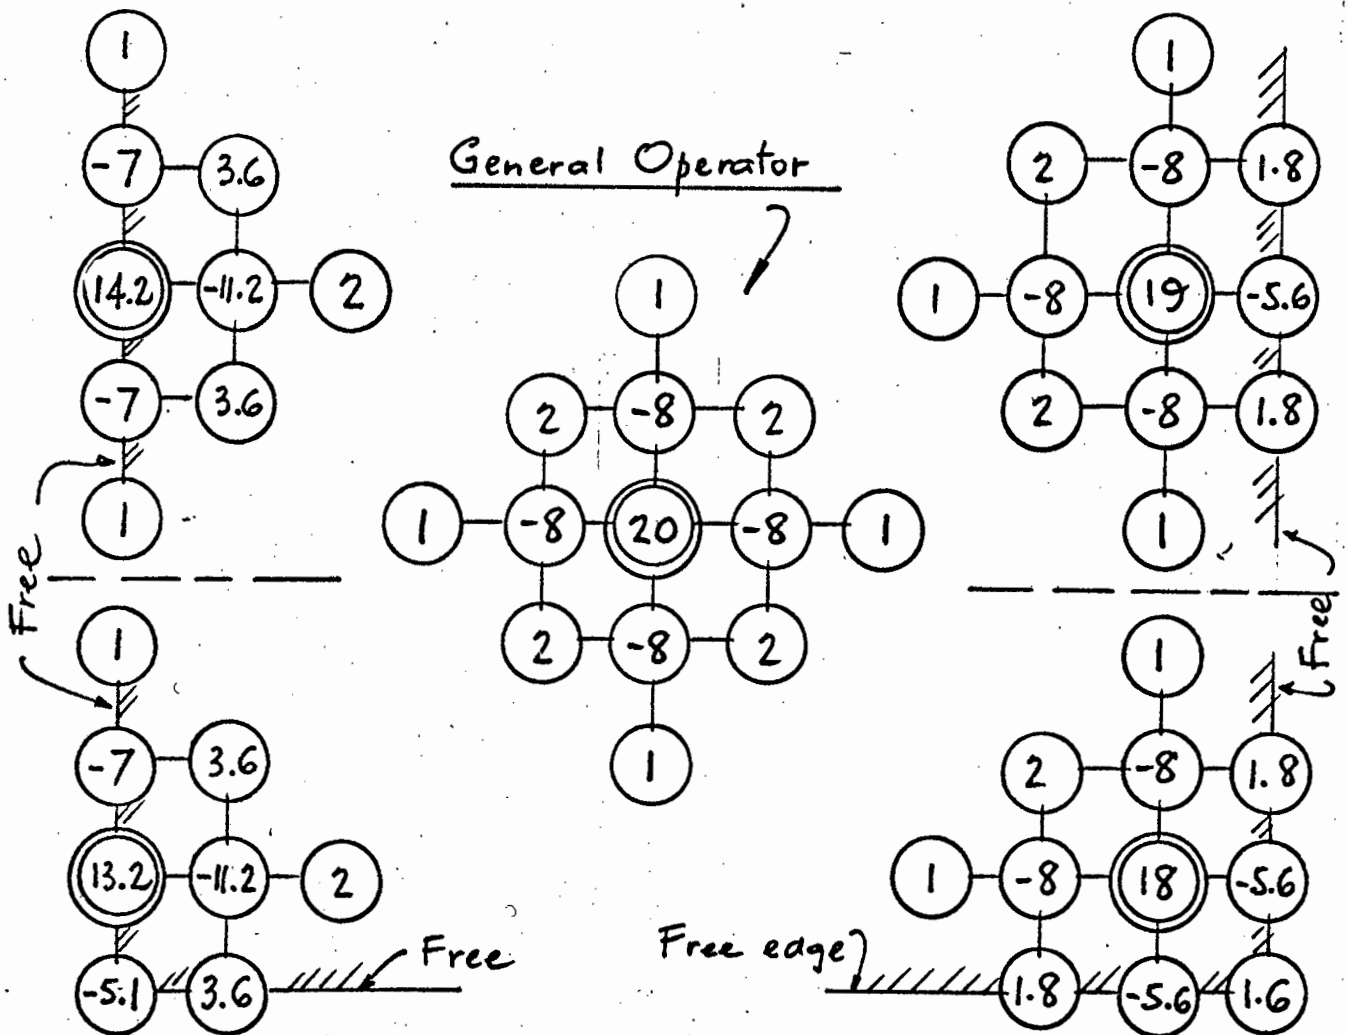 General Operator
1
-7 3.6
14.2 -11.2 2
-7 3.6
1
Free
1
-7 3.6
13.2 -11.2 2
-5.1 3.6
Free
1
2 -8 2
1 -8 20 -8 1
2 -8 2
1
1
2 -8 1.8
1 -8 19 -5.6
2 -8 1.8
1
Free
1
2 -8 1.8
1 -8 18 -5.6
1.8 -5.6 1.6
Free edge